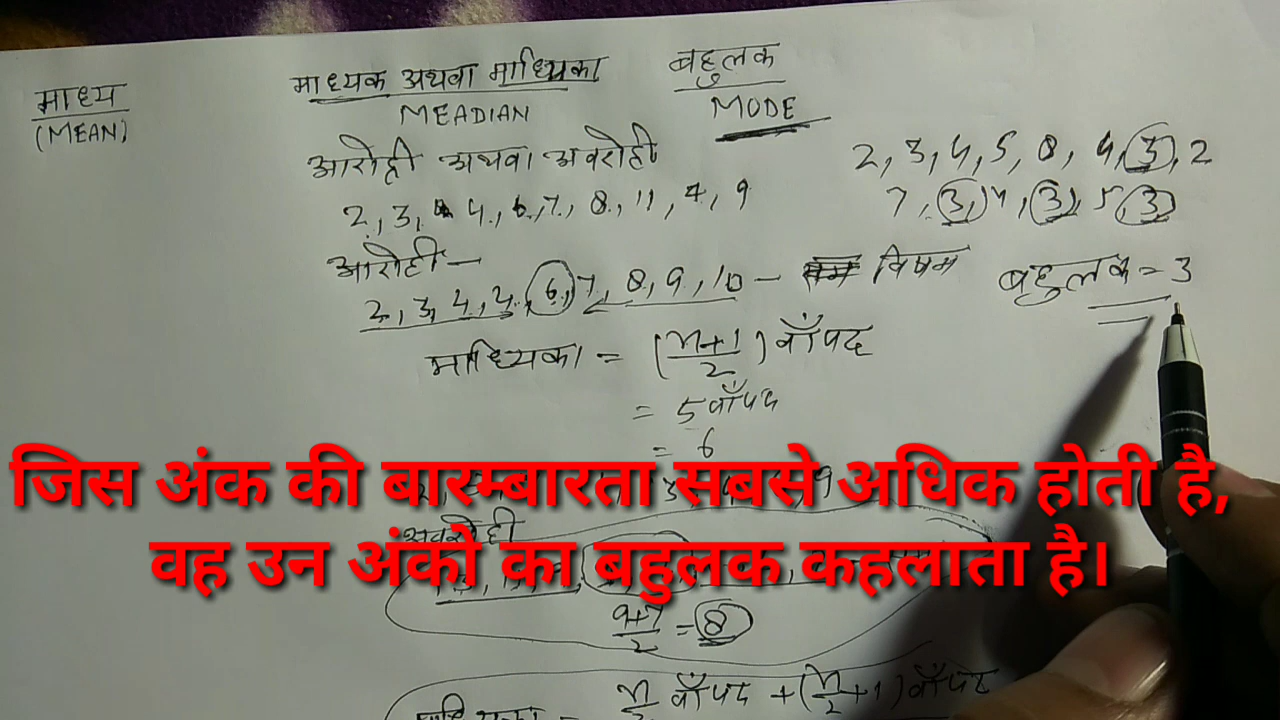 माध्य
(MEAN)
माध्यक अथवा माध्यिका
MEADIAN
आरोही अथवा अवरोही
2, 3, 4, 6, 7, 8, 11, 4, 9
आरोही—
2, 3, 4, 4, 6, 7, 8, 9, 10 — विषम
माध्यिका = (n+1/2) वाँ पद
= 5 वाँ पद
= 6
अवरोही
9+7/2 = 8
n/2 वाँ पद + (n/2+1) वाँ पद
बहुलक
MODE
2, 3, 4, 5, 8, 4, 3, 2
7, 3, 4, 3, 5, 3
बहुलक = 3
जिस अंक की बारम्बारता सबसे अधिक होती है,
वह उन अंको का बहुलक कहलाता है।